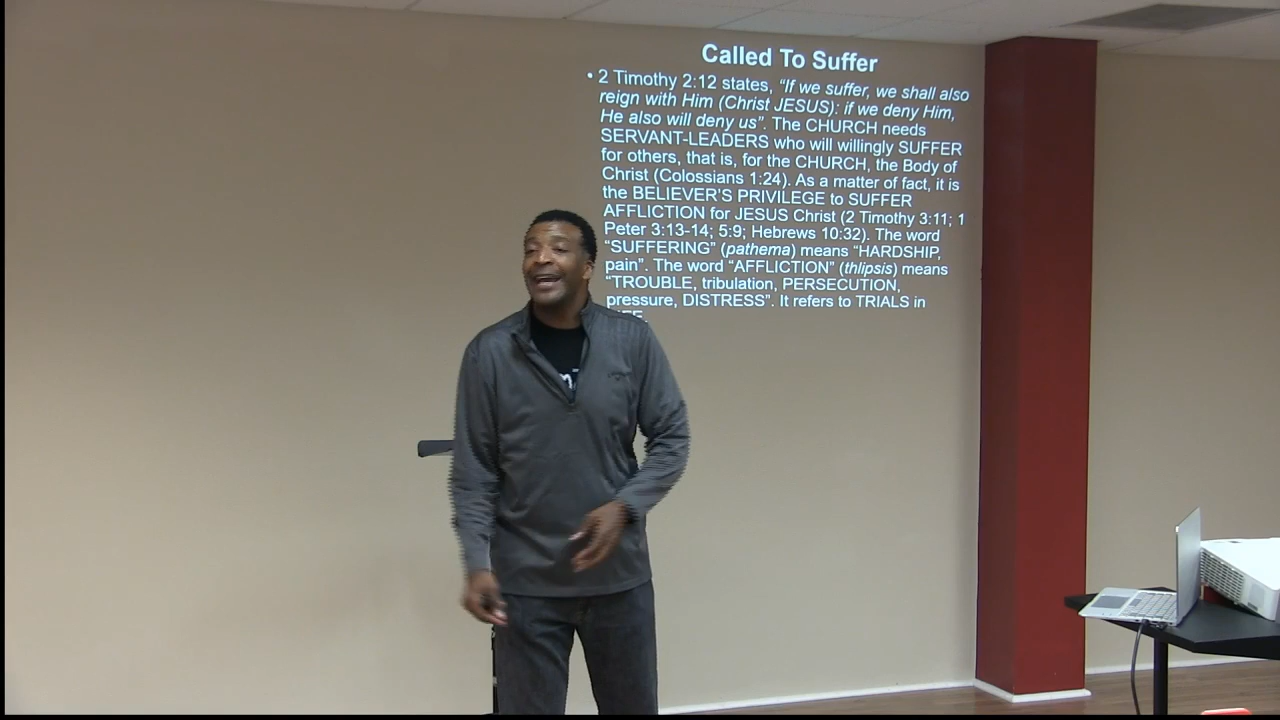 Called To Suffer
• 2 Timothy 2:12 states, “If we suffer, we shall also
reign with Him (Christ JESUS): if we deny Him,
He also will deny us”. The CHURCH needs
SERVANT-LEADERS who will willingly SUFFER
for others, that is, for the CHURCH, the Body of
Christ (Colossians 1:24). As a matter of fact, it is
the BELIEVER’S PRIVILEGE to SUFFER
AFFLICTION for JESUS Christ (2 Timothy 3:11; 1
Peter 3:13-14; 5:9; Hebrews 10:32). The word
“SUFFERING” (pathema) means “HARDSHIP,
pain”. The word “AFFLICTION” (thlipsis) means
“TROUBLE, tribulation, PERSECUTION,
pressure, DISTRESS”. It refers to TRIALS in